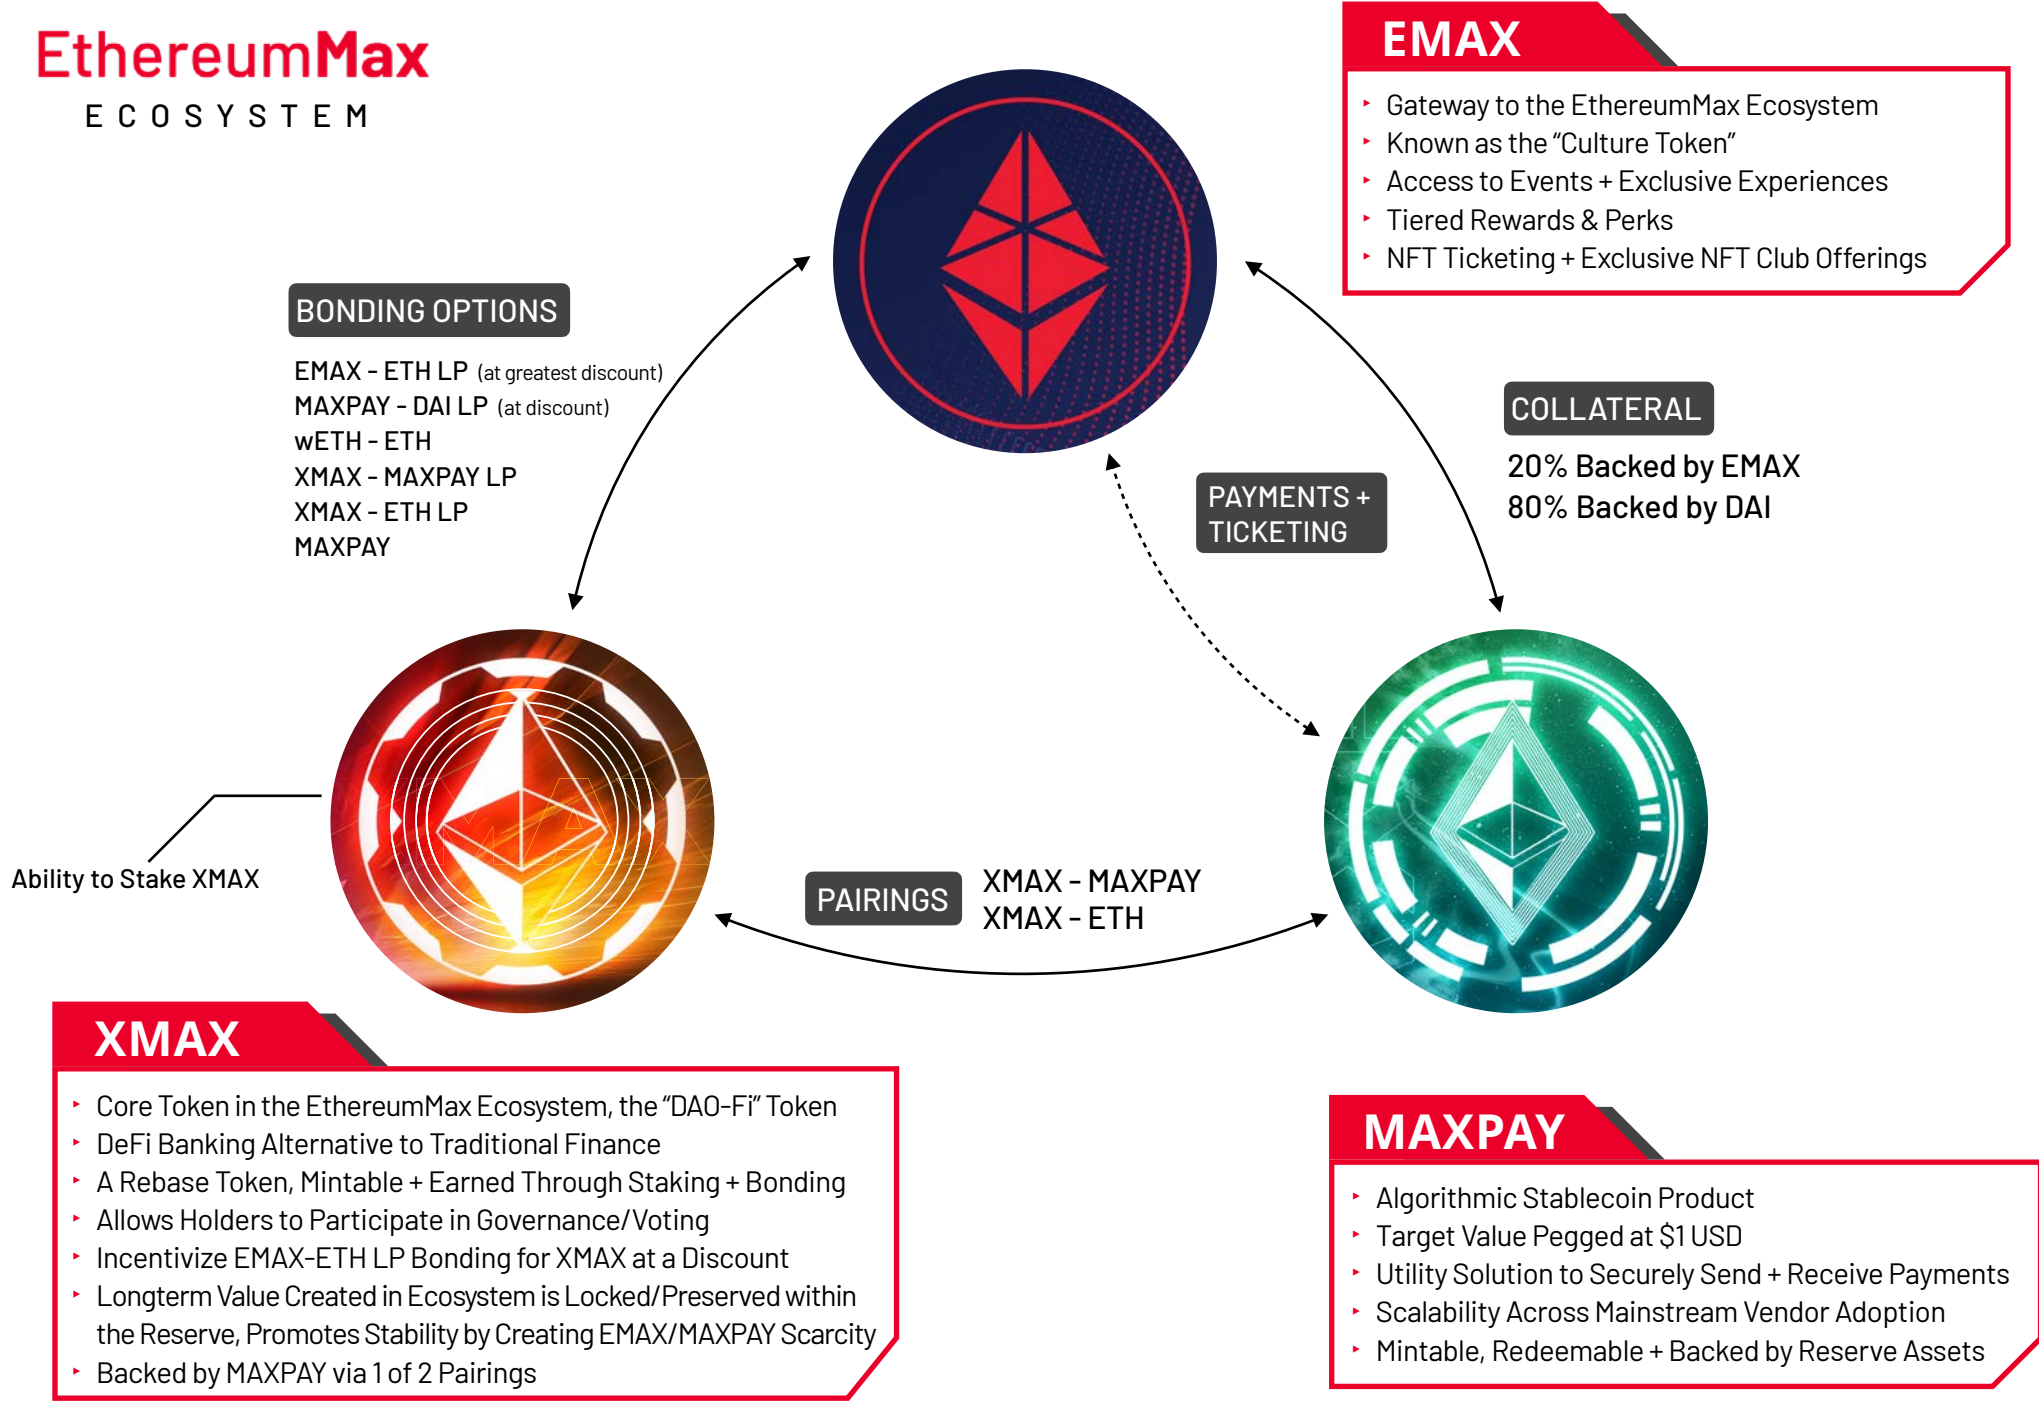 EthereumMax
ECOSYSTEM
EMAX
Gateway to the EthereumMax Ecosystem
Known as the “Culture Token”
Access to Events + Exclusive Experiences
Tiered Rewards & Perks
NFT Ticketing + Exclusive NFT Club Offerings
BONDING OPTIONS
EMAX - ETH LP (at greatest discount)
MAXPAY - DAI LP (at discount)
wETH - ETH
XMAX - MAXPAY LP
XMAX - ETH LP
MAXPAY
COLLATERAL
20% Backed by EMAX
80% Backed by DAI
PAYMENTS +
TICKETING
Ability to Stake XMAX
PAIRINGS
XMAX - MAXPAY
XMAX - ETH
XMAX
Core Token in the EthereumMax Ecosystem, the “DAO-Fi” Token
DeFi Banking Alternative to Traditional Finance
A Rebase Token, Mintable + Earned Through Staking + Bonding
Allows Holders to Participate in Governance/Voting
Incentivize EMAX-ETH LP Bonding for XMAX at a Discount
Longterm Value Created in Ecosystem is Locked/Preserved within
the Reserve, Promotes Stability by Creating EMAX/MAXPAY Scarcity
Backed by MAXPAY via 1 of 2 Pairings
MAXPAY
Algorithmic Stablecoin Product
Target Value Pegged at $1 USD
Utility Solution to Securely Send + Receive Payments
Scalability Across Mainstream Vendor Adoption
Mintable, Redeemable + Backed by Reserve Assets